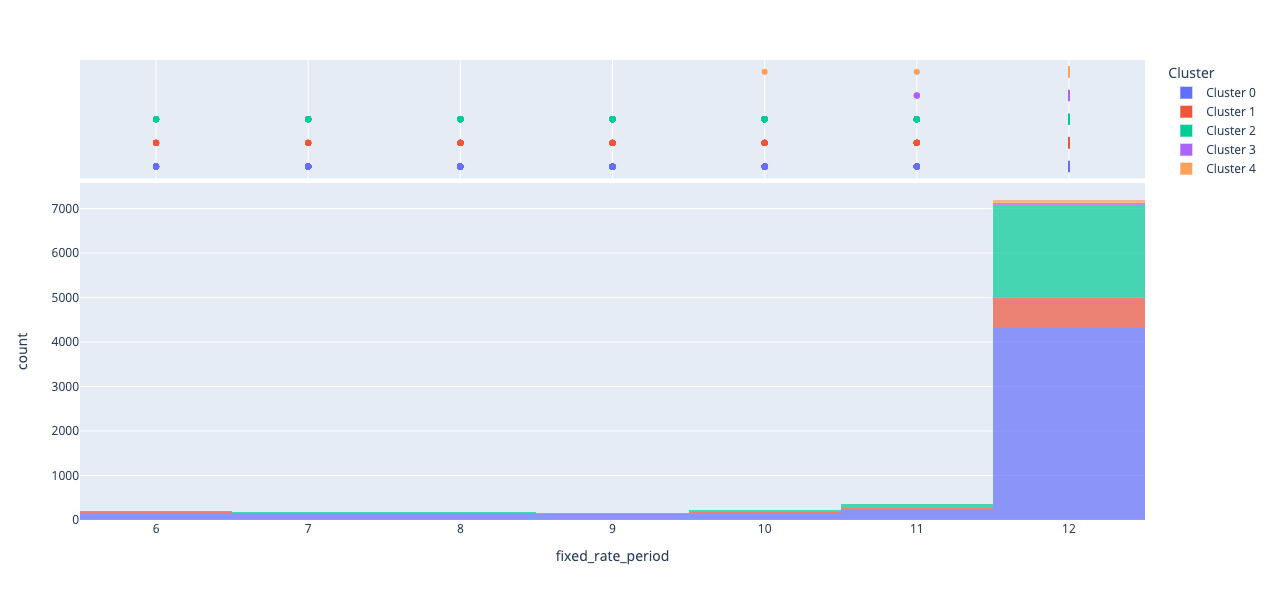 Cluster
Cluster 0
Cluster 1
Cluster 2
Cluster 3
Cluster 4
7000
6000
5000
4000
3000
2000
1000
0
count
6 7 8 9 10 11 12
fixed_rate_period